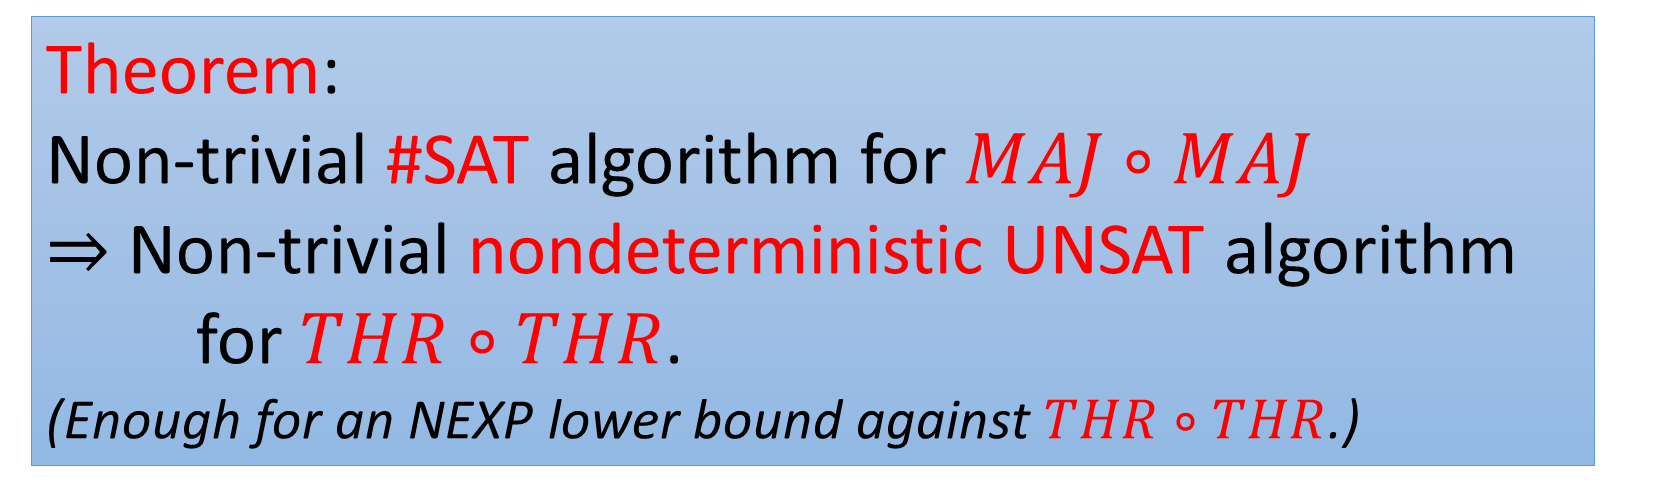 Theorem:
Non-trivial #SAT algorithm for 𝑀𝐴𝐽 ∘ 𝑀𝐴𝐽
⇒ Non-trivial nondeterministic UNSAT algorithm
for 𝑇𝐻𝑅 ∘ 𝑇𝐻𝑅.
(Enough for an NEXP lower bound against 𝑇𝐻𝑅 ∘ 𝑇𝐻𝑅.)